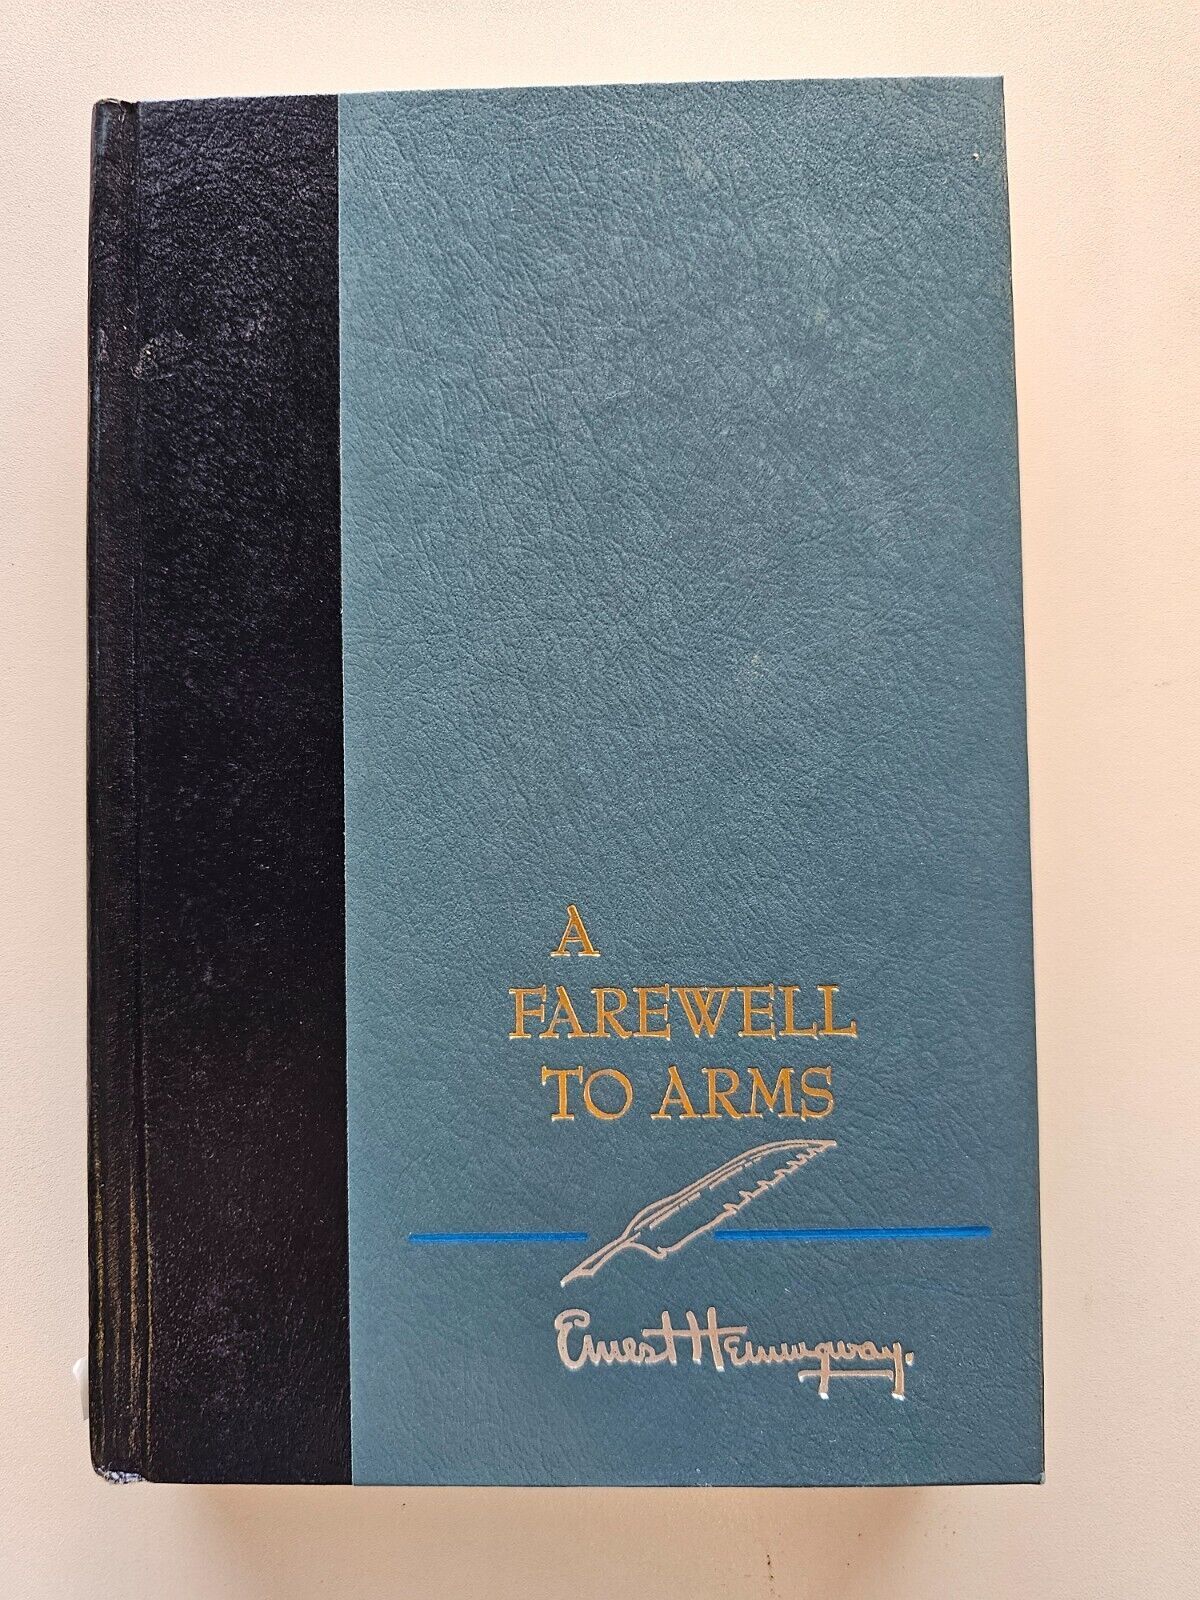 A
FAREWELL
TO ARMS
Ernest Hemingway.